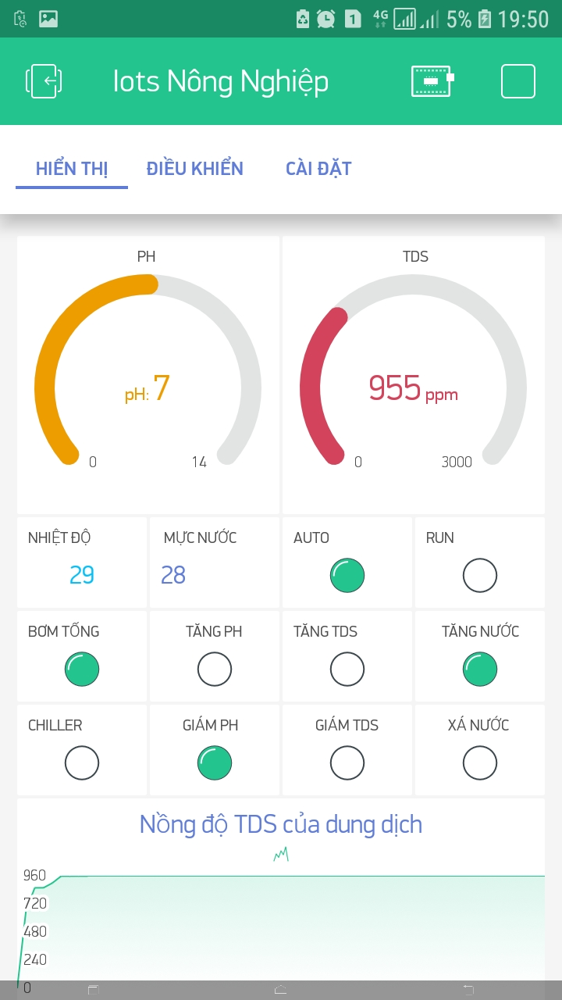 4G 1 5% 19:50
Iots Nông Nghiệp
HIỂN THỊ ĐIỀU KHIỂN CÀI ĐẶT
PH TDS
pH: 7 955 ppm
0 14 0 3000
NHIỆT ĐỘ MỰC NƯỚC AUTO RUN
29 28
BƠM TỔNG TĂNG PH TĂNG TDS TĂNG NƯỚC
CHILLER GIẢM PH GIẢM TDS XẢ NƯỚC
Nồng độ TDS của dung dịch
960
720
480
240
0